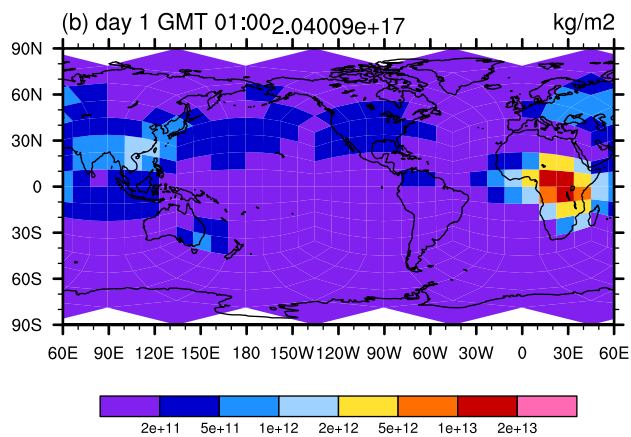 (b) day 1 GMT 01:00 2.04009e+17 kg/m2
90N
60N
30N
0
30S
60S
90S
60E 90E 120E 150E 180 150W 120W 90W 60W 30W 0 30E 60E
2e+11 5e+11 1e+12 2e+12 5e+12 1e+13 2e+13